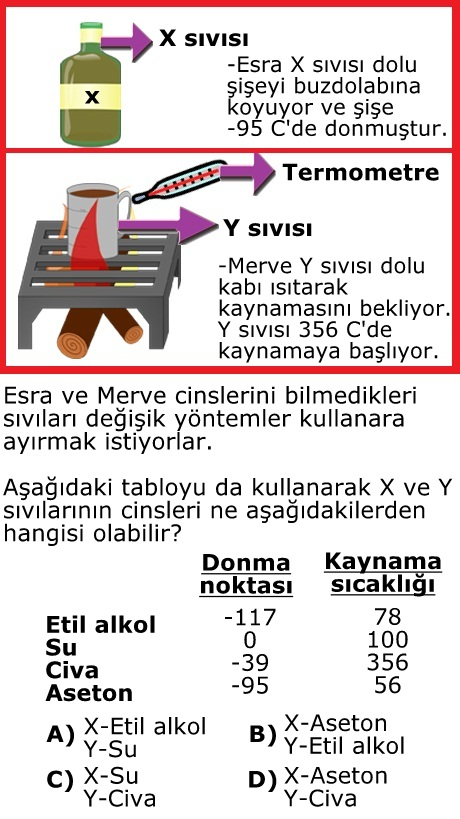 X sıvısı
x
-Esra X sıvısı dolu
şişeyi buzdolabına
koyuyor ve şişe
-95 C'de donmuştur.
Termometre
Y sıvısı
-Merve Y sıvısı dolu
kabı ısıtarak
kaynamasını bekliyor.
Y sıvısı 356 C'de
kaynamaya başlıyor.
Esra ve Merve cinslerini bilmedikleri
sıvıları değişik yöntemler kullanara
ayırmak istiyorlar.
Aşağıdaki tabloyu da kullanarak X ve Y
sıvılarının cinsleri ne aşağıdakilerden
hangisi olabilir?
Donma Kaynama
noktası sıcaklığı
Etil alkol -117 78
Su 0 100
Civa -39 356
Aseton -95 56
A) X-Etil alkol
Y-Su
B) X-Aseton
Y-Etil alkol
C) X-Su
Y-Civa
D) X-Aseton
Y-Civa